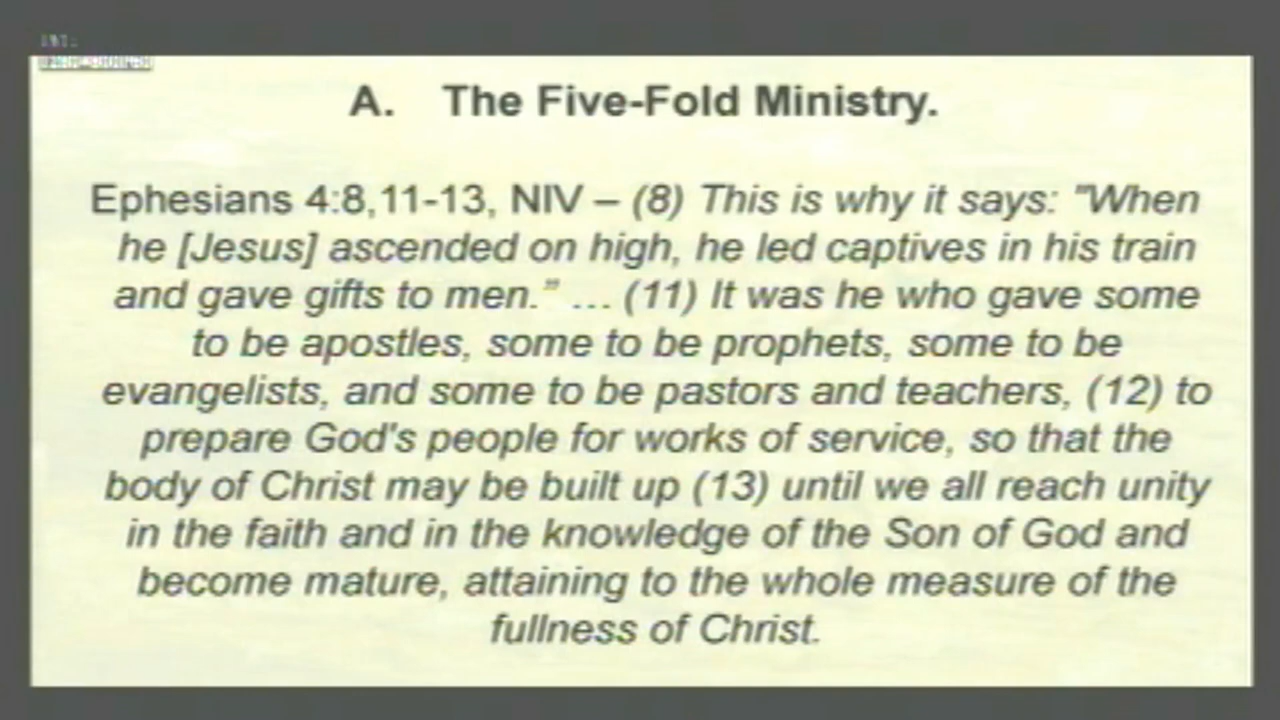 A. The Five-Fold Ministry.
Ephesians 4:8,11-13, NIV – (8) This is why it says: "When
he [Jesus] ascended on high, he led captives in his train
and gave gifts to men.” … (11) It was he who gave some
to be apostles, some to be prophets, some to be
evangelists, and some to be pastors and teachers, (12) to
prepare God's people for works of service, so that the
body of Christ may be built up (13) until we all reach unity
in the faith and in the knowledge of the Son of God and
become mature, attaining to the whole measure of the
fullness of Christ.